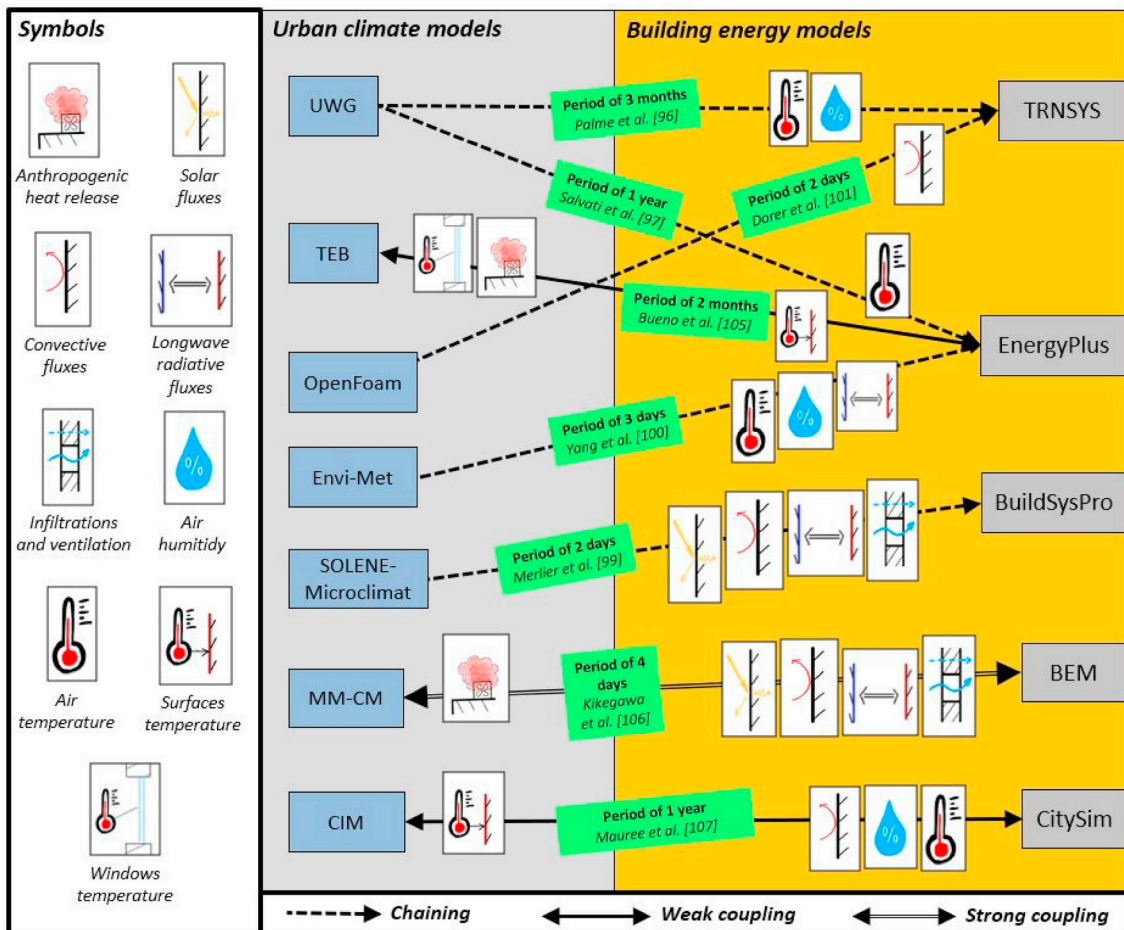 Symbols
Anthropogenic
heat release
Solar
fluxes
Convective
fluxes
Longwave
radiative
fluxes
%
Infiltrations
and ventilation
Air
humitidy
Air
temperature
Surfaces
temperature
Windows
temperature
Urban climate models
Building energy models
UWG
Period of 3 months
Palme et al. [96]
%
TRNSYS
Period of 1 year
Salvati et al. [97]
Period of 2 days
Dorer et al. [101]
TEB
Period of 2 months
Bueno et al. [105]
EnergyPlus
OpenFoam
Period of 3 days
Yang et al. [100]
%
Envi-Met
BuildSysPro
SOLENE-
Microclimat
Period of 2 days
Merlier et al. [99]
MM-CM
Period of 4
days
Kikegawa
et al. [106]
BEM
CIM
Period of 1 year
Mauree et al. [107]
%
CitySim
Chaining
Weak coupling
Strong coupling